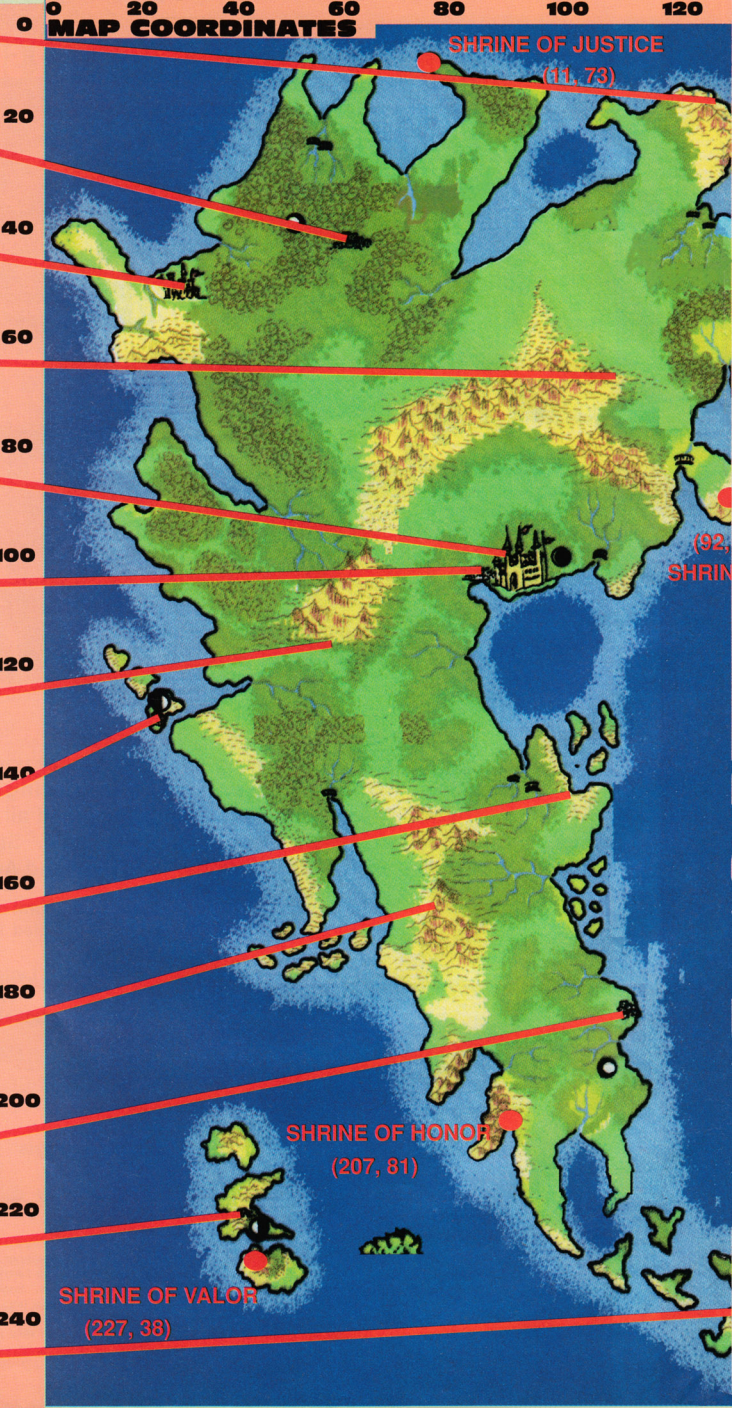 0 20 40 60 80 100 120
0 MAP COORDINATES
SHRINE OF JUSTICE
(11, 73)
20
40
60
80
100
(92,
SHRIN
120
140
160
180
200
SHRINE OF HONOR
(207, 81)
220
SHRINE OF VALOR
(227, 38)
240